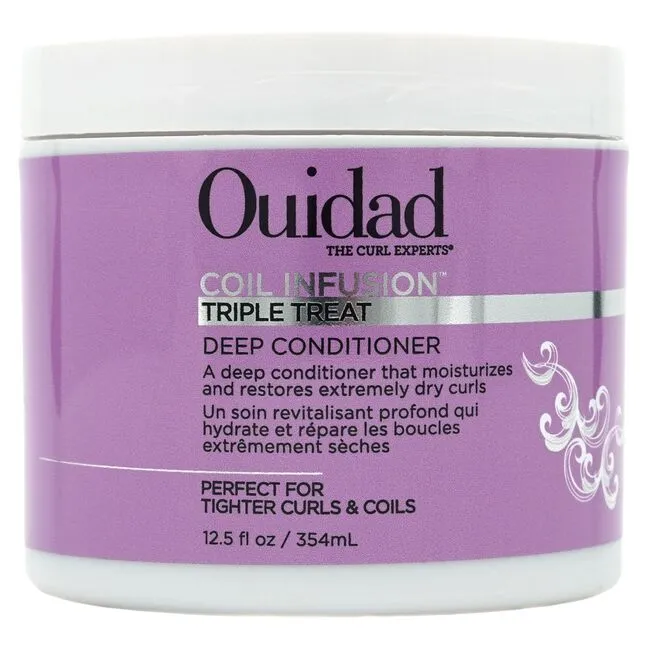 Ouidad
THE CURL EXPERTS®
COIL INFUSION™
TRIPLE TREAT
DEEP CONDITIONER
A deep conditioner that moisturizes
and restores extremely dry curls
Un soin revitalisant profond qui
hydrate et répare les boucles
extrêmement sèches
PERFECT FOR
TIGHTER CURLS & COILS
12.5 fl oz / 354mL